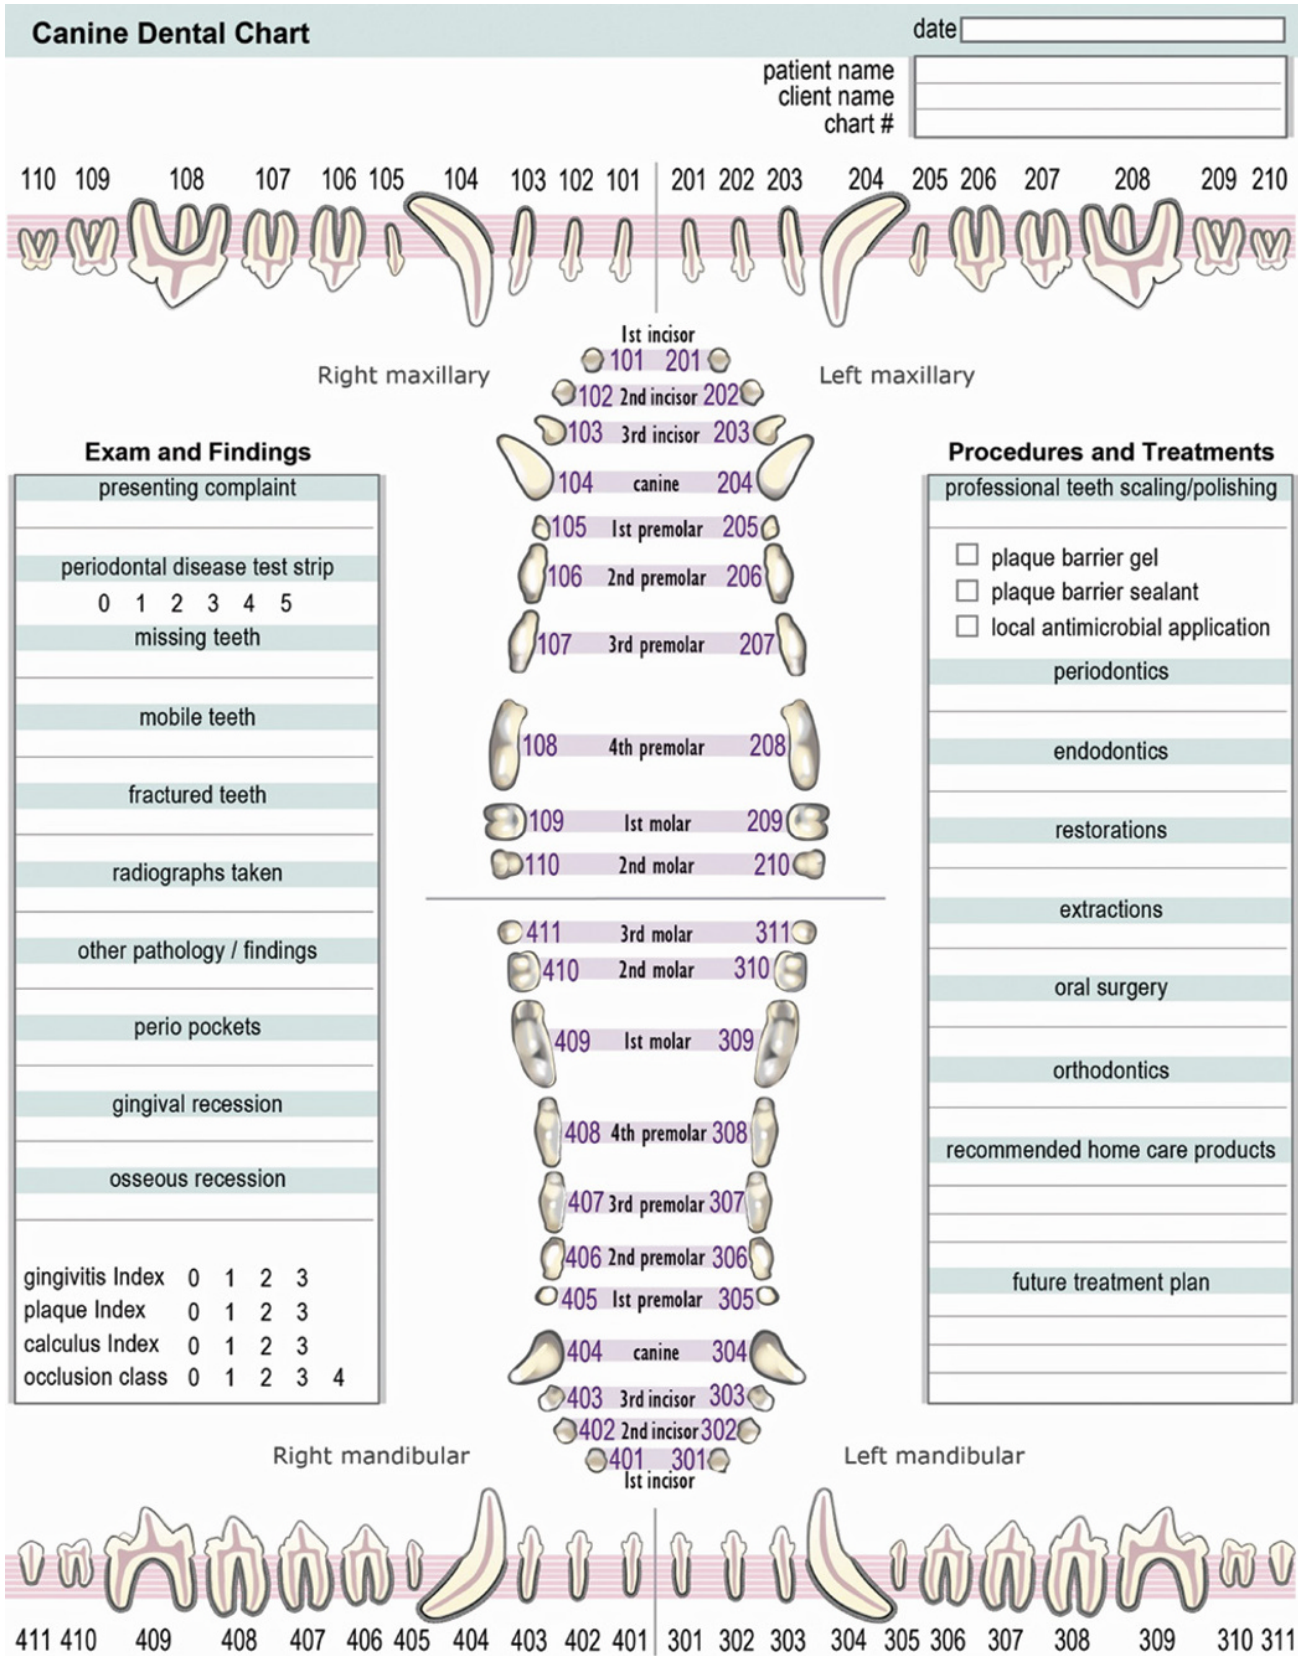 Canine Dental Chart
date
patient name
client name
chart #
110 109 108 107 106 105 104 103 102 101 201 202 203 204 205 206 207 208 209 210
1st incisor
101 201
Right maxillary
Left maxillary
102 2nd incisor 202
103 3rd incisor 203
104 canine 204
105 1st premolar 205
106 2nd premolar 206
107 3rd premolar 207
108 4th premolar 208
109 1st molar 209
110 2nd molar 210
411 3rd molar 311
410 2nd molar 310
409 1st molar 309
408 4th premolar 308
407 3rd premolar 307
406 2nd premolar 306
405 1st premolar 305
404 canine 304
403 3rd incisor 303
402 2nd incisor 302
401 301
1st incisor
Exam and Findings
presenting complaint
periodontal disease test strip
0 1 2 3 4 5
missing teeth
mobile teeth
fractured teeth
radiographs taken
other pathology / findings
perio pockets
gingival recession
osseous recession
gingivitis Index 0 1 2 3
plaque Index 0 1 2 3
calculus Index 0 1 2 3
occlusion class 0 1 2 3 4
Procedures and Treatments
professional teeth scaling/polishing
plaque barrier gel
plaque barrier sealant
local antimicrobial application
periodontics
endodontics
restorations
extractions
oral surgery
orthodontics
recommended home care products
future treatment plan
Right mandibular
Left mandibular
411 410 409 408 407 406 405 404 403 402 401 301 302 303 304 305 306 307 308 309 310 311